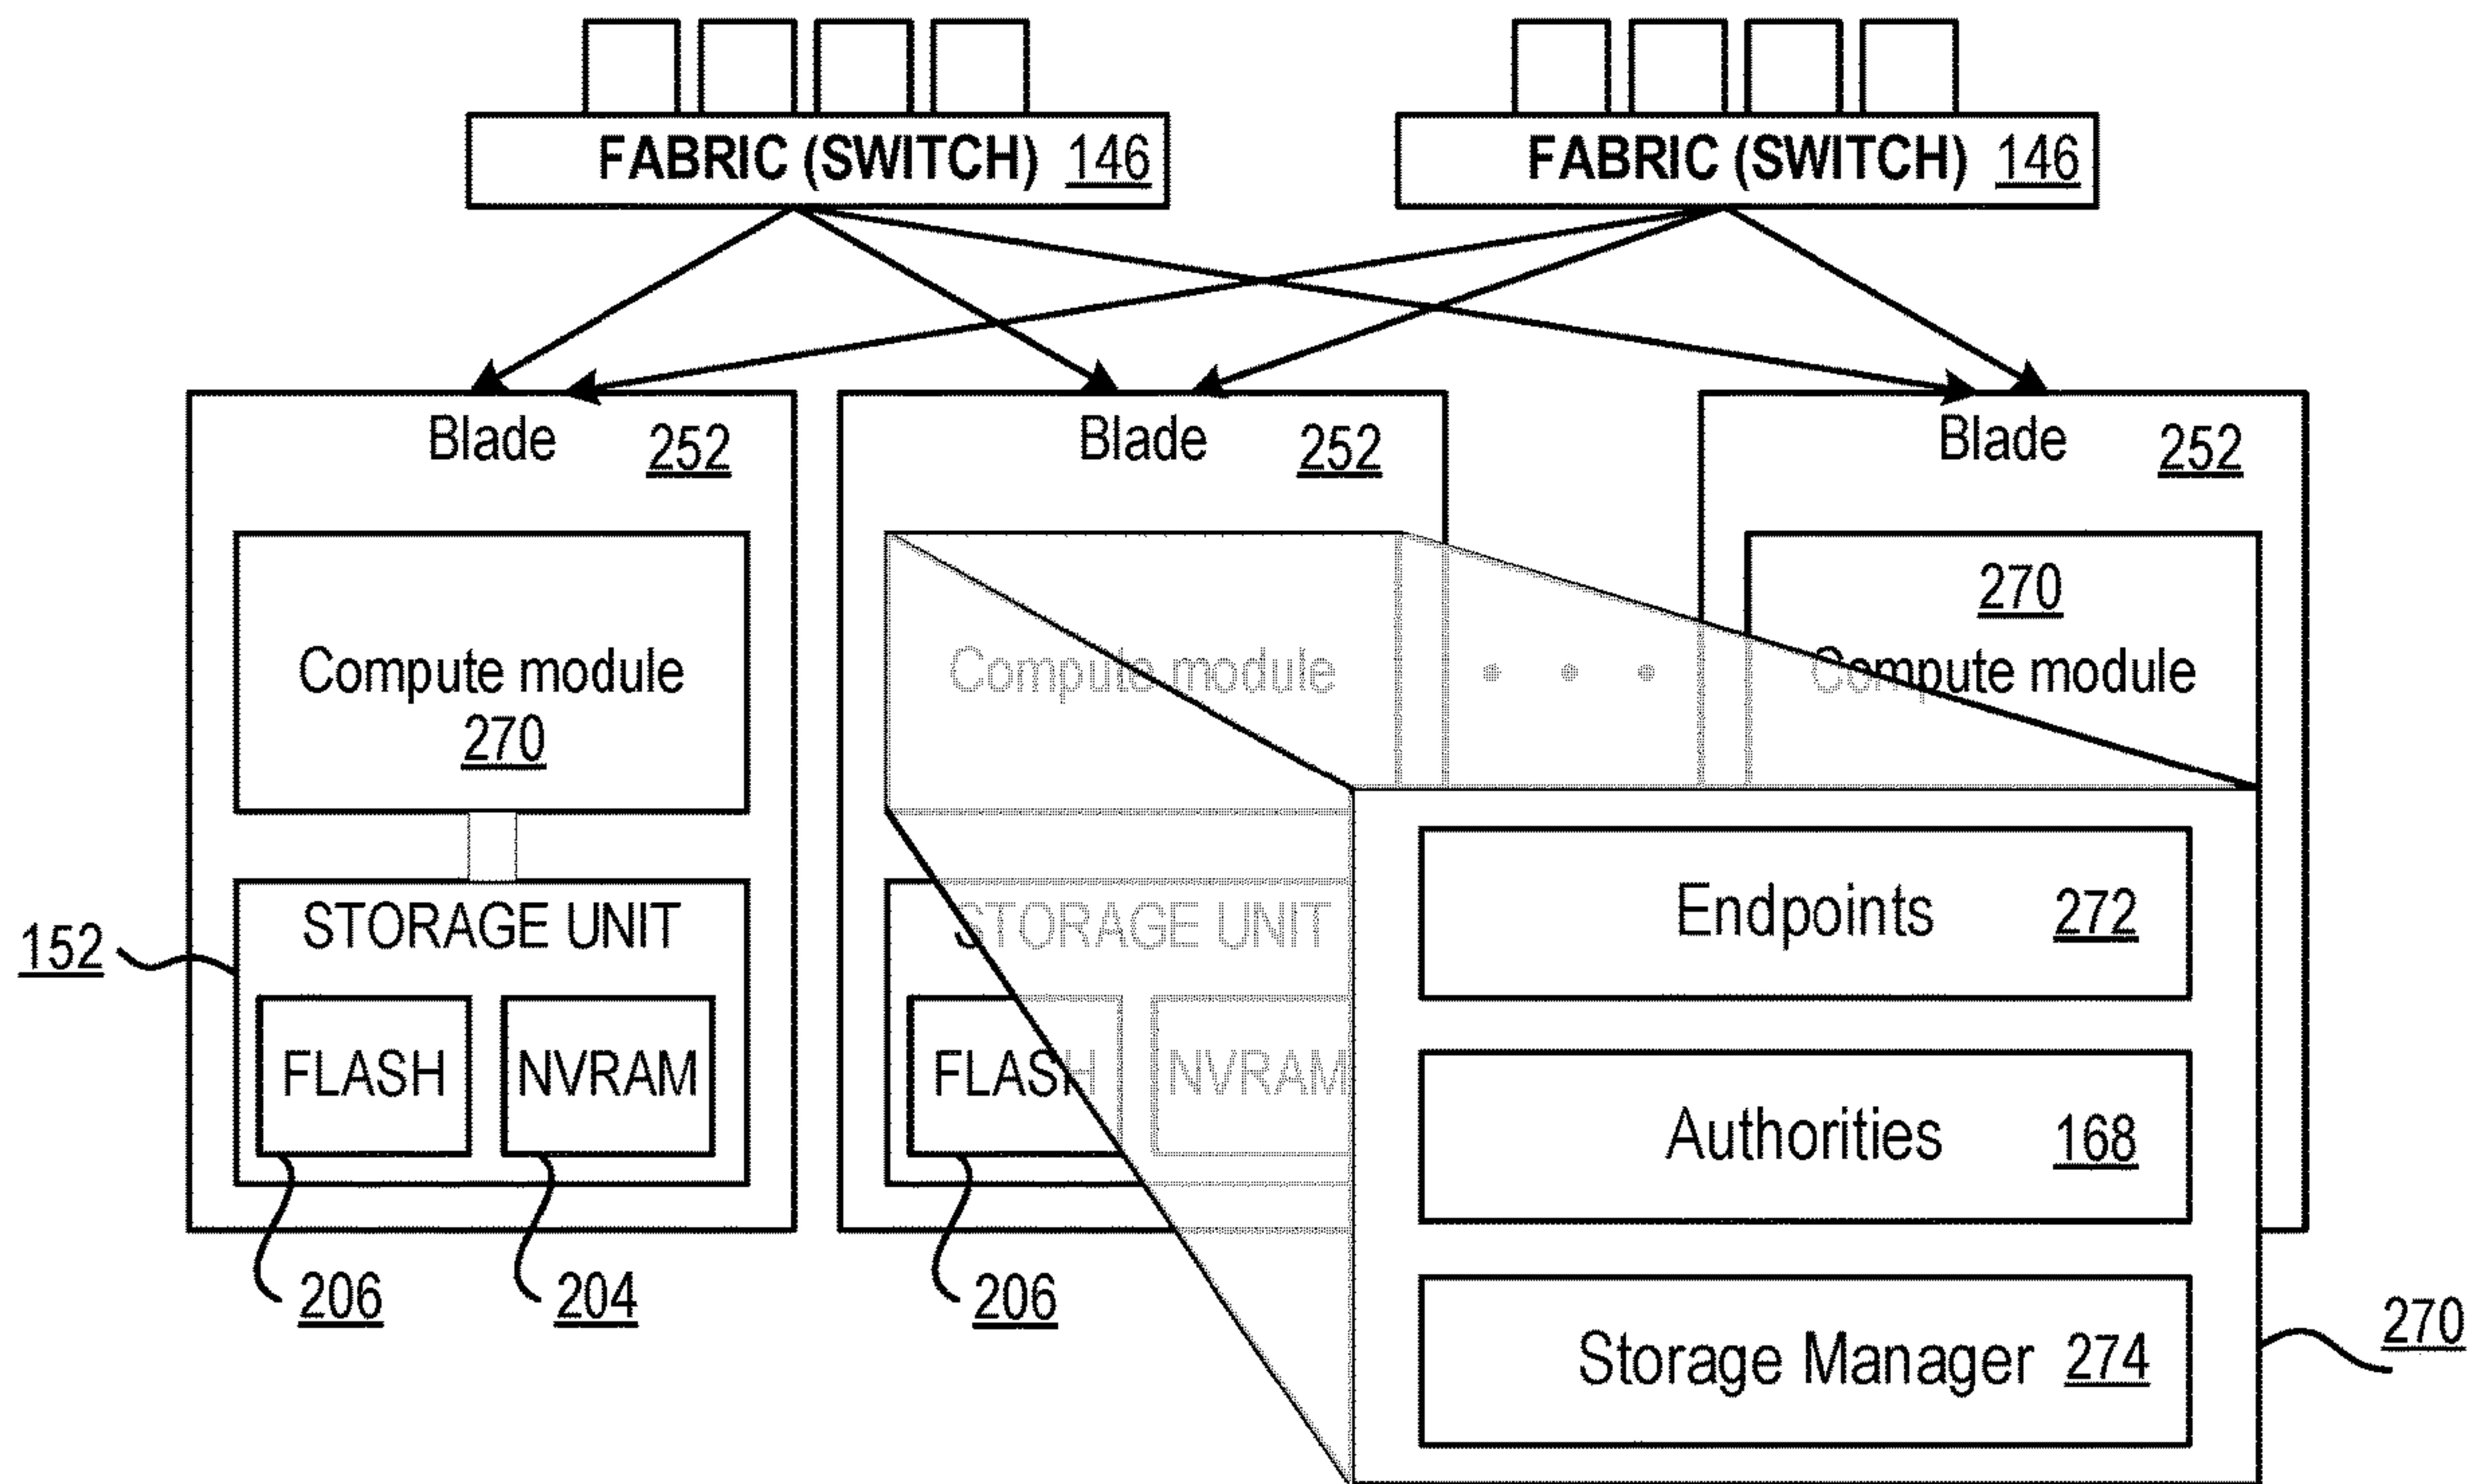 FABRIC (SWITCH) 146
FABRIC (SWITCH) 146
Blade 252
Blade 252
Blade 252
270
Compute module
270
Compute module
Compute module
STORAGE UNIT
152
FLASH
NVRAM
206
204
STORAGE UNIT
FLASH
NVRAM
206
Endpoints 272
Authorities 168
Storage Manager 274
270